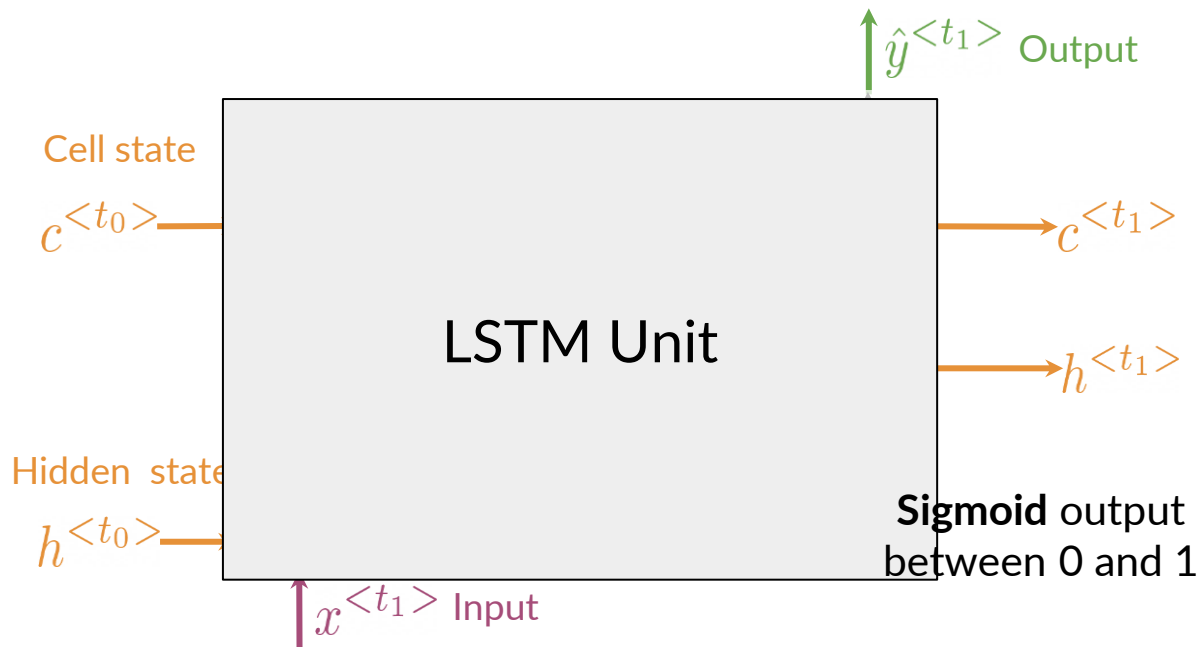 ŷ<t₁> Output
Cell state
c<t₀>
c<t₁>
LSTM Unit
h<t₁>
Hidden state
h<t₀>
Sigmoid output
between 0 and 1
x<t₁> Input